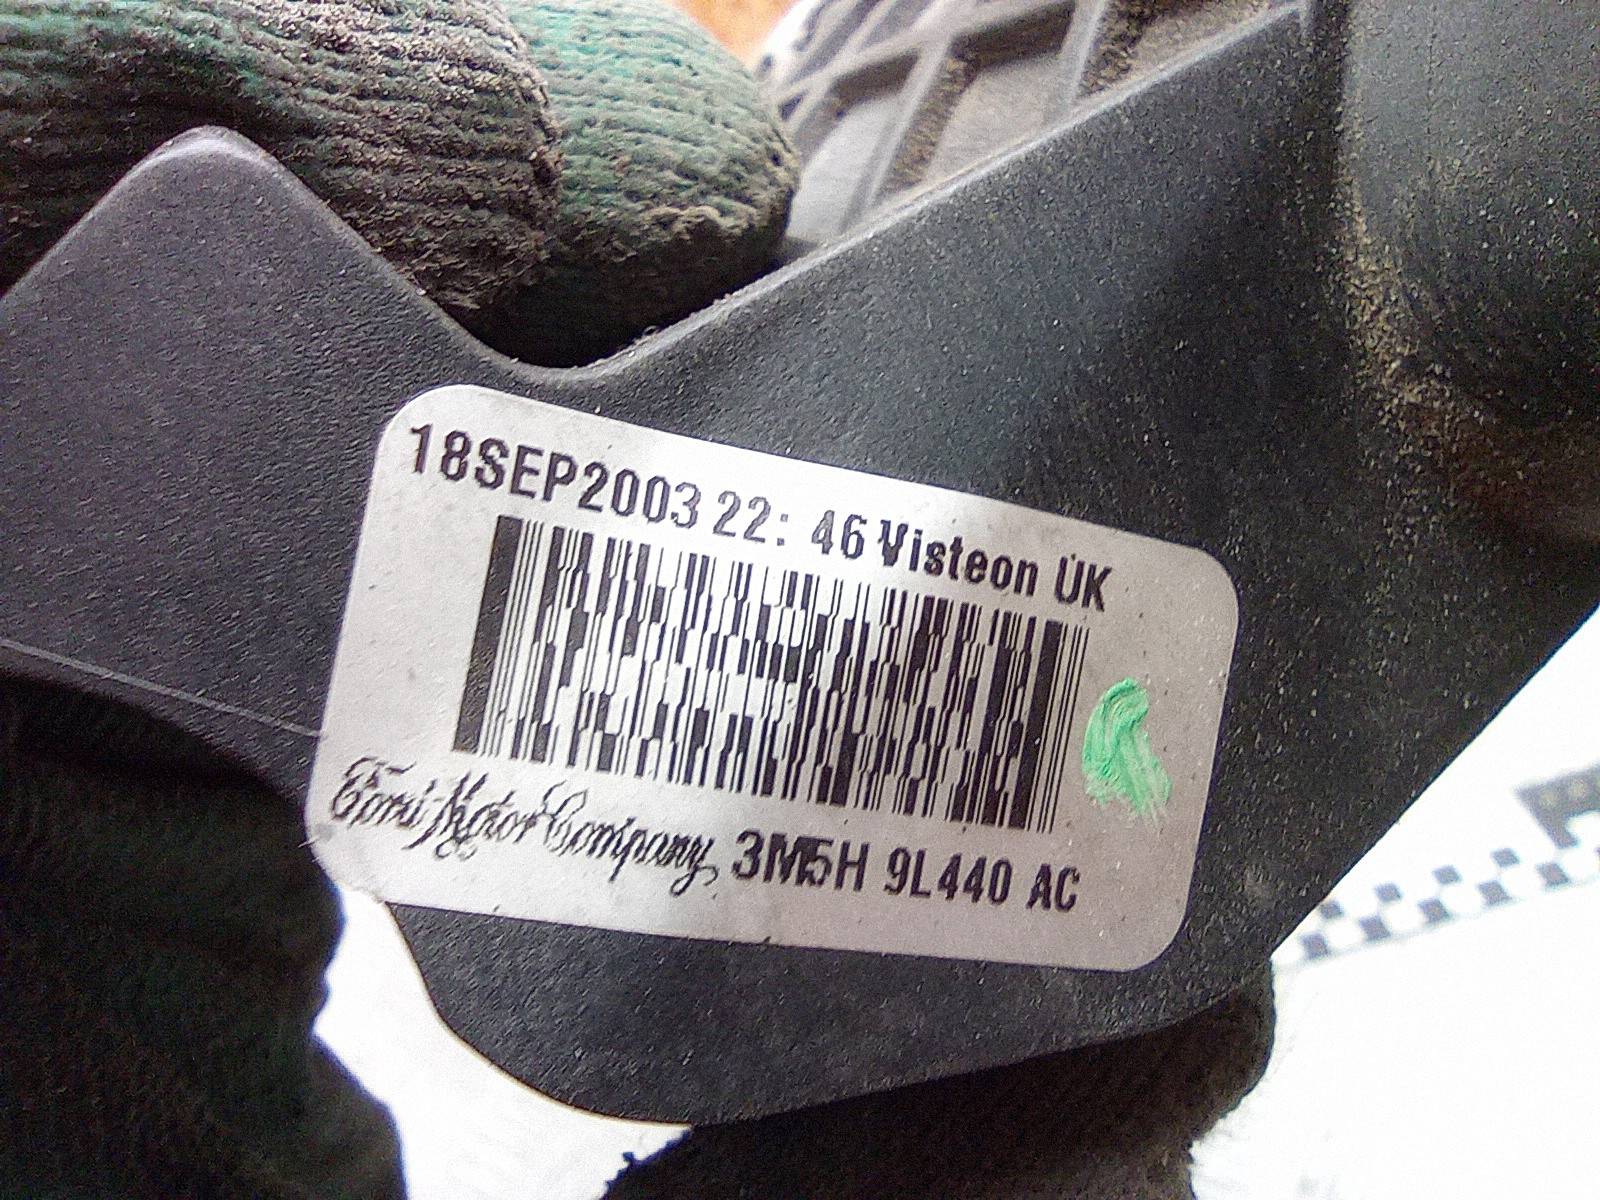 18SEP2003 22: 46 Visteon UK
Ford Motor Company 3M5H 9L440 AC